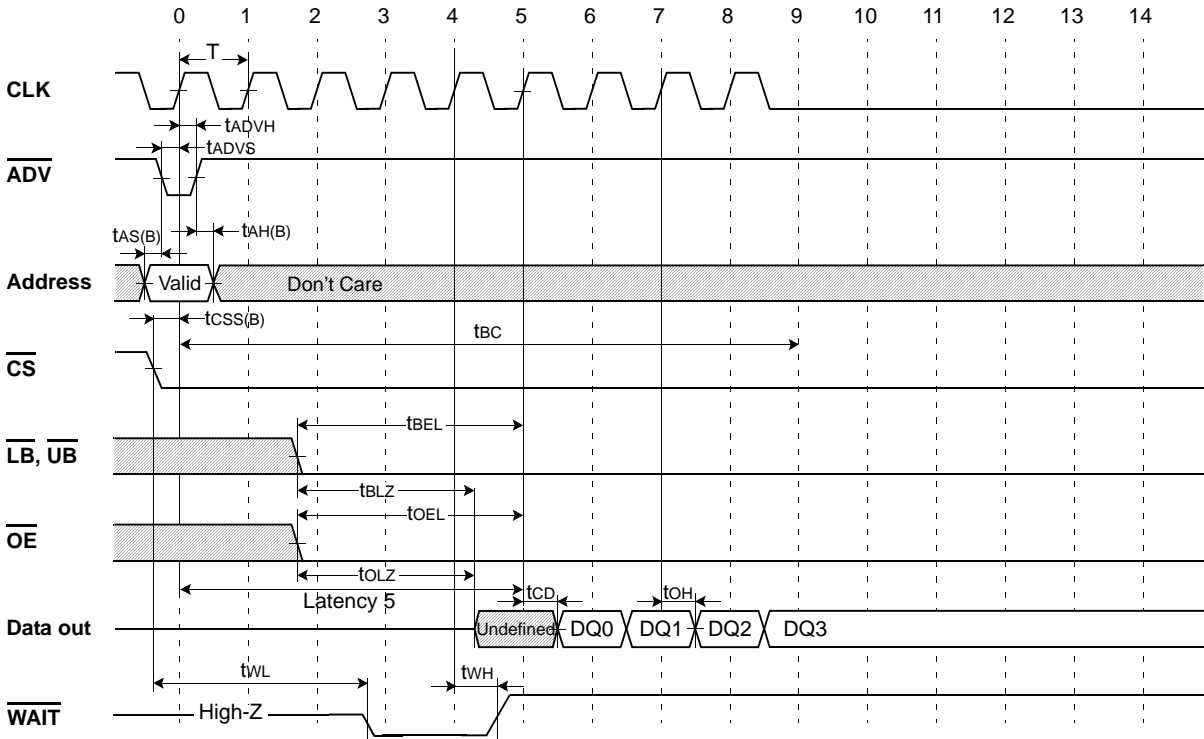 0 1 2 3 4 5 6 7 8 9 10 11 12 13 14
T
CLK
tADVH
tADVS
ADV
tAS(B)
tAH(B)
Address
Valid
Don't Care
tCSS(B)
tBC
CS
tBEL
LB, UB
tBLZ
tOEL
OE
tOLZ
Latency 5
tCD
tOH
Data out
Undefined
DQ0
DQ1
DQ2
DQ3
tWL
tWH
WAIT
High-Z